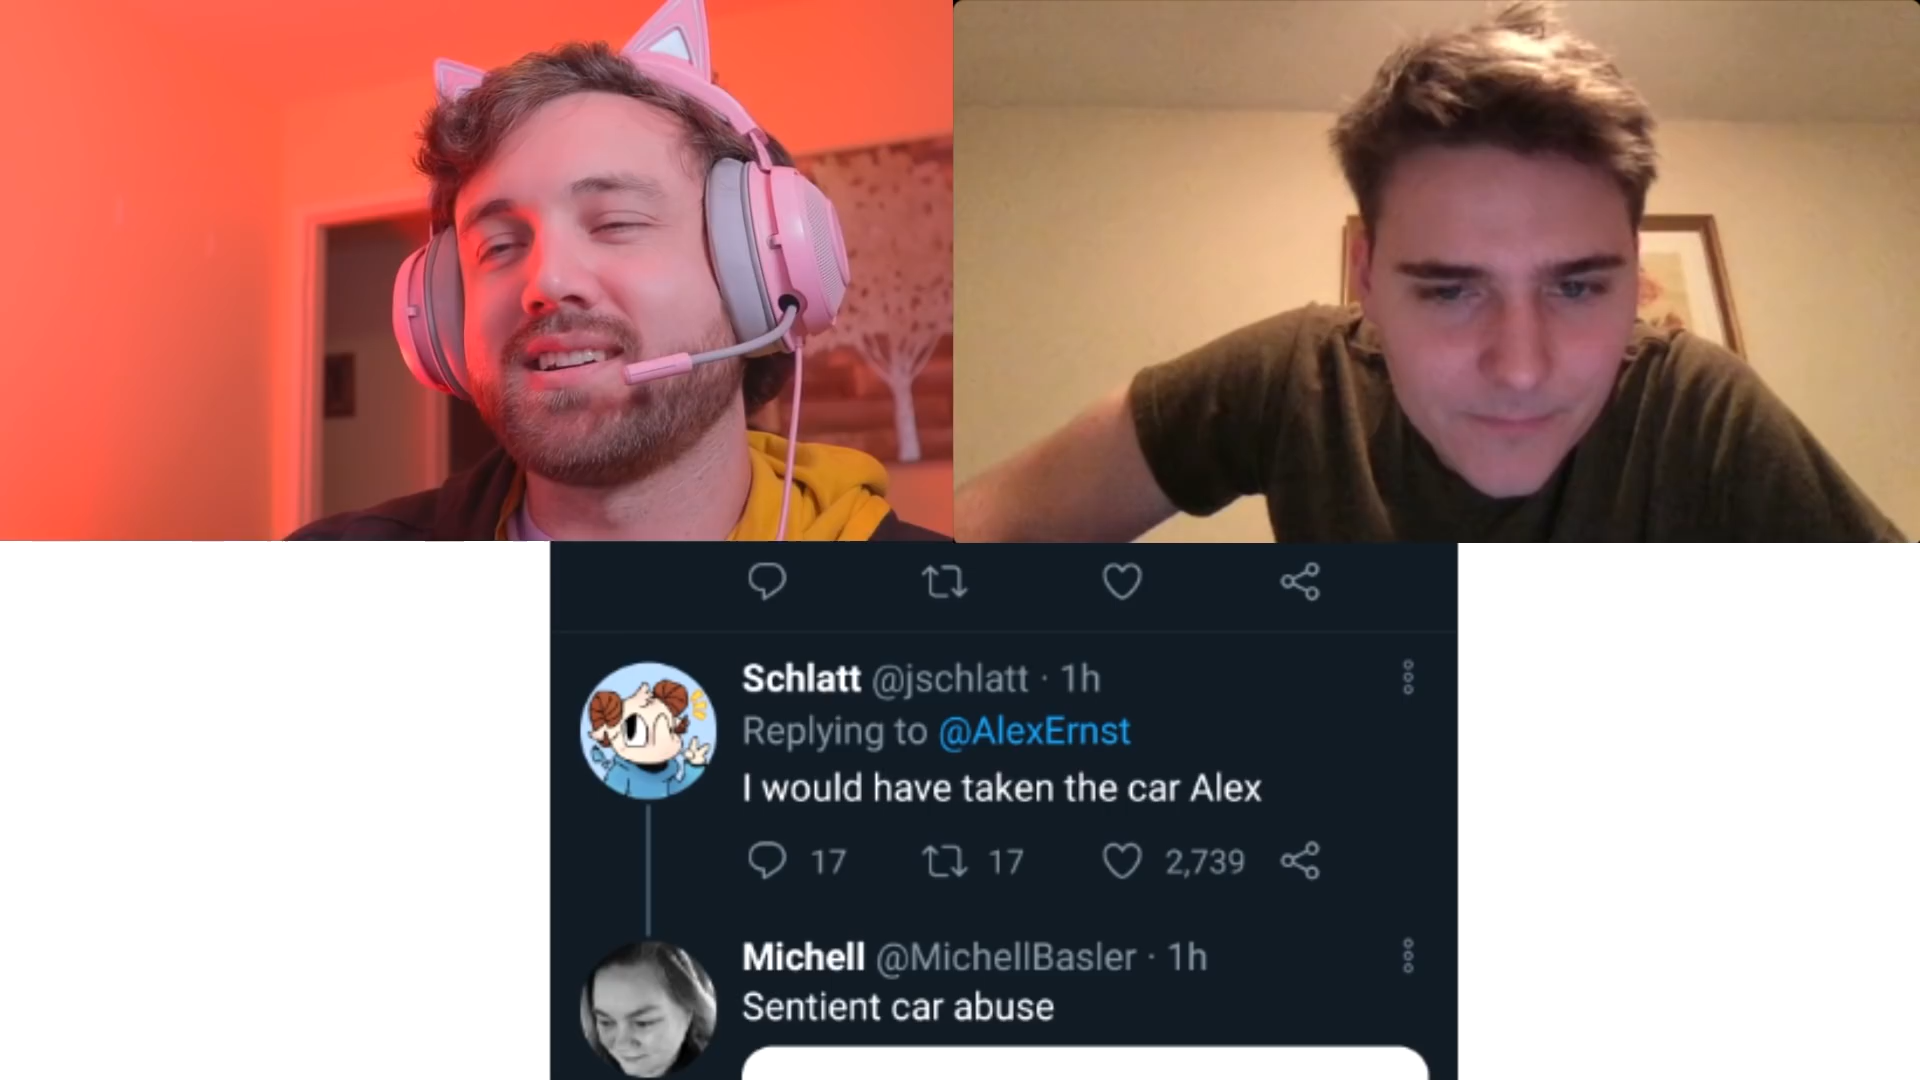 Schlatt @jschlatt · 1h
Replying to @AlexErnst
I would have taken the car Alex
17 17 2,739
Michell @MichellBasler · 1h
Sentient car abuse